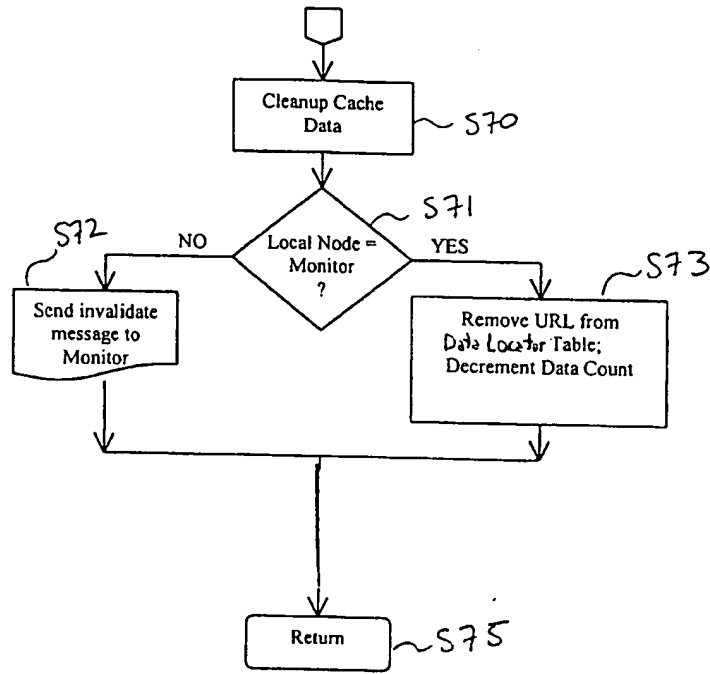 Cleanup Cache
Data
S70
S71
Local Node =
Monitor
?
NO
YES
S72
S73
Send invalidate
message to
Monitor
Remove URL from
Data Locator Table;
Decrement Data Count
Return
S75